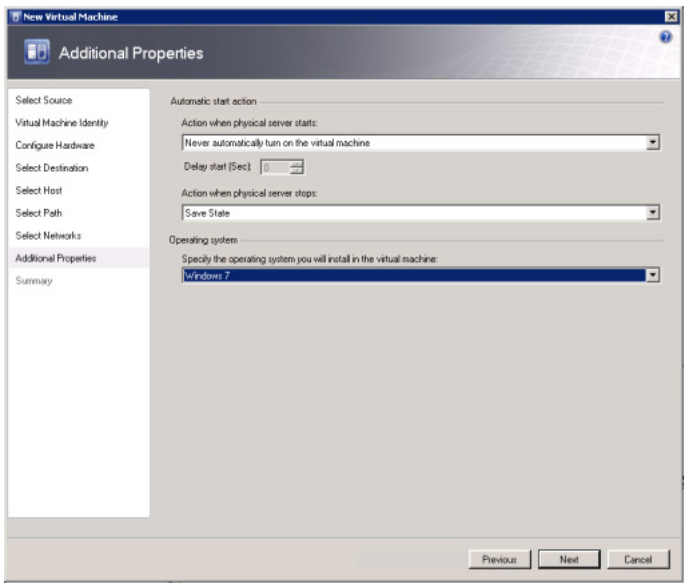 New Virtual Machine
Additional Properties
Select Source
Virtual Machine Identity
Configure Hardware
Select Destination
Select Host
Select Path
Select Networks
Additional Properties
Summary
Automatic start action
Action when physical server starts:
Never automatically turn on the virtual machine
Delay start (Sec): 0
Action when physical server stops:
Save State
Operating system
Specify the operating system you will install in the virtual machine:
Windows 7
Previous Next Cancel